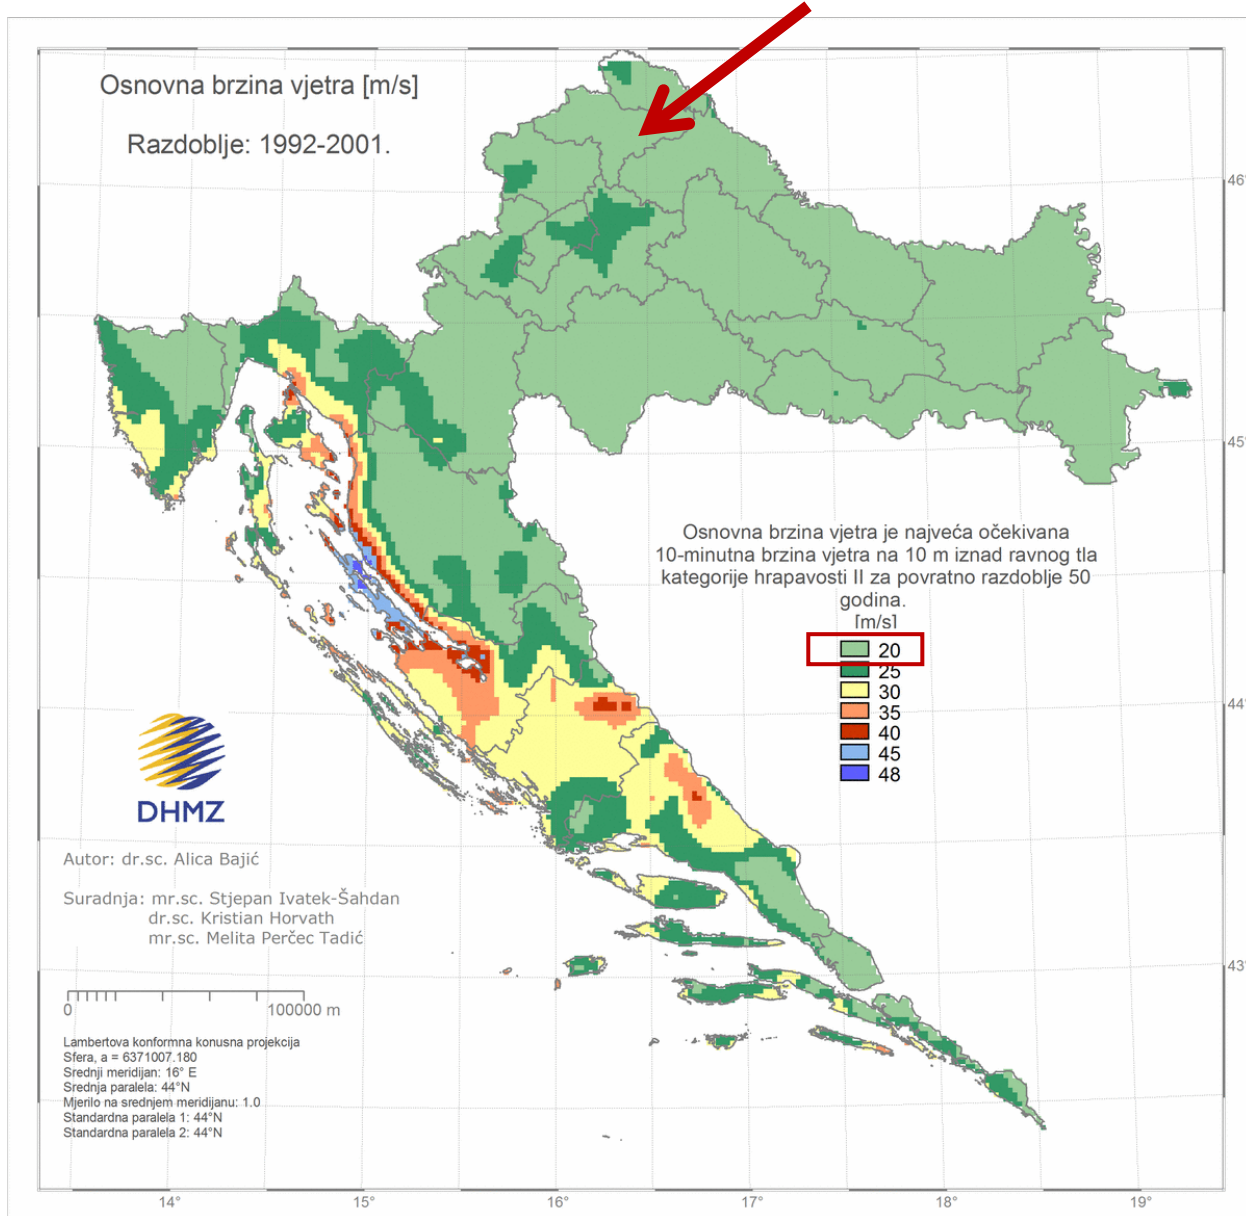 Osnovna brzina vjetra [m/s]
Razdoblje: 1992-2001.
46°
45°
Osnovna brzina vjetra je najveća očekivana
10-minutna brzina vjetra na 10 m iznad ravnog tla
kategorije hrapavosti II za povratno razdoblje 50
godina.
[m/s]
20
25
30
35
40
45
48
44°
DHMZ
Autor: dr.sc. Alica Bajić
Suradnja: mr.sc. Stjepan Ivatek-Šahdan
dr.sc. Kristian Horvath
mr.sc. Melita Perčec Tadić
43°
0 100000 m
Lambertova konformna konusna projekcija
Sfera, a = 6371007.180
Srednji meridijan: 16° E
Srednja paralela: 44°N
Mjerilo na srednjem meridijanu: 1.0
Standardna paralela 1: 44°N
Standardna paralela 2: 44°N
14° 15° 16° 17° 18° 19°